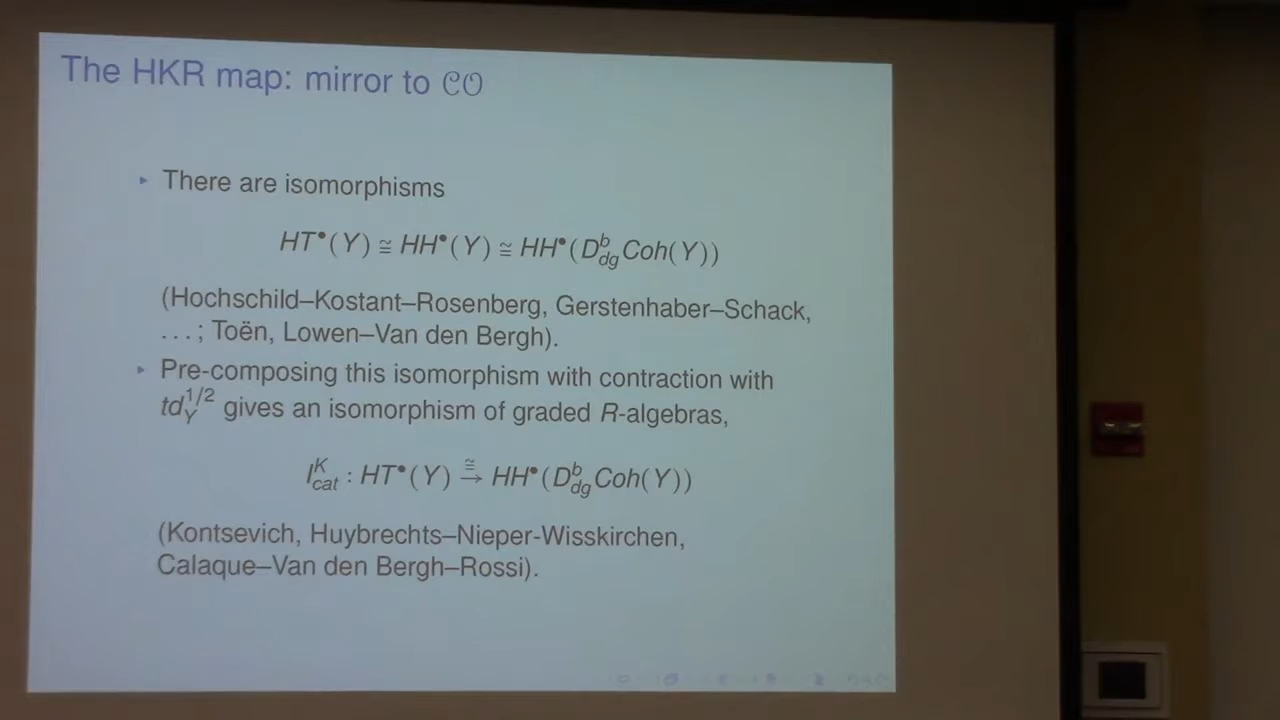 The HKR map: mirror to 𝒞𝒪
▸ There are isomorphisms
HT•(Y) ≅ HH•(Y) ≅ HH•(D^b_dg Coh(Y))
(Hochschild–Kostant–Rosenberg, Gerstenhaber–Schack,
...; Toën, Lowen–Van den Bergh).
▸ Pre-composing this isomorphism with contraction with
td_Y^{1/2} gives an isomorphism of graded R-algebras,
I^K_cat : HT•(Y) ≅→ HH•(D^b_dg Coh(Y))
(Kontsevich, Huybrechts–Nieper-Wisskirchen,
Calaque–Van den Bergh–Rossi).